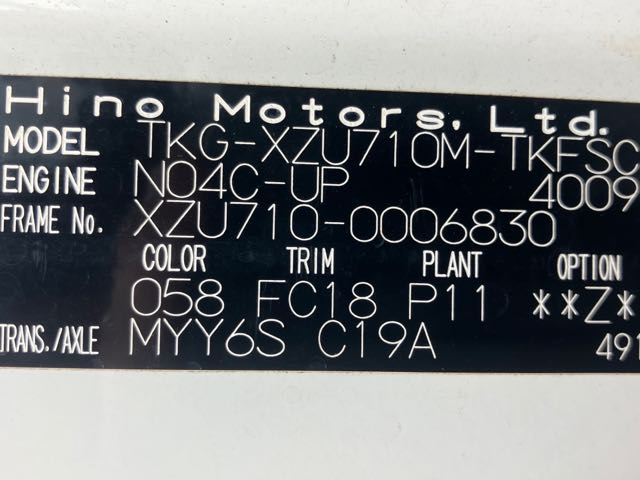 Hino Motors, Ltd.
MODEL TKG-XZU710M-TKFSC
ENGINE N04C-UP 4009
FRAME No. XZU710-0006830
COLOR TRIM PLANT OPTION
058 FC18 P11 **Z*
TRANS./AXLE MYY6S C19A 491